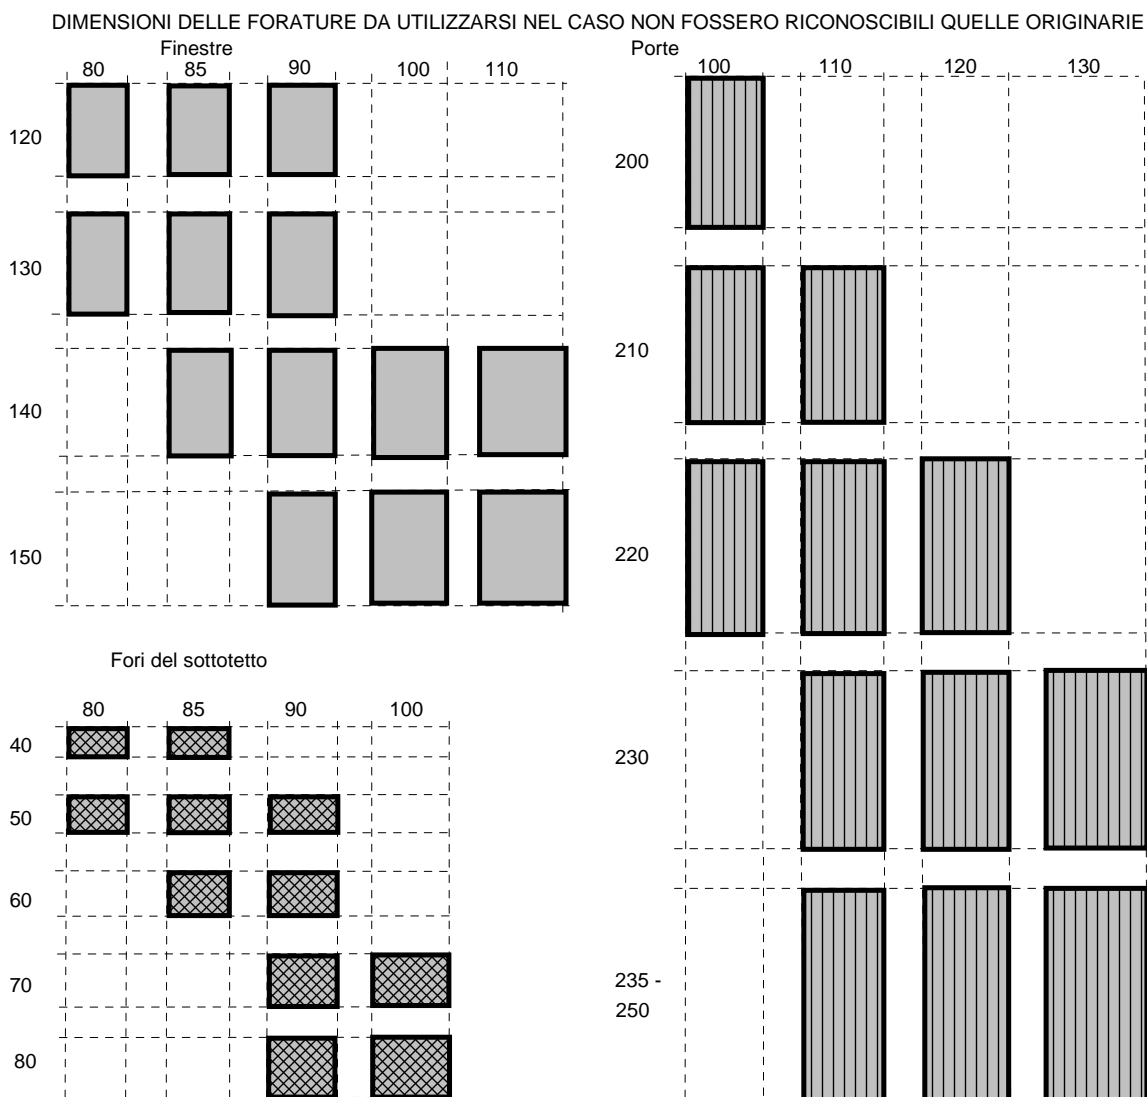 DIMENSIONI DELLE FORATURE DA UTILIZZARSI NEL CASO NON FOSSERO RICONOSCIBILI QUELLE ORIGINARIE
Finestre
80 85 90 100 110
120
130
140
150
Fori del sottotetto
80 85 90 100
40
50
60
70
80
Porte
100 110 120 130
200
210
220
230
235 -
250